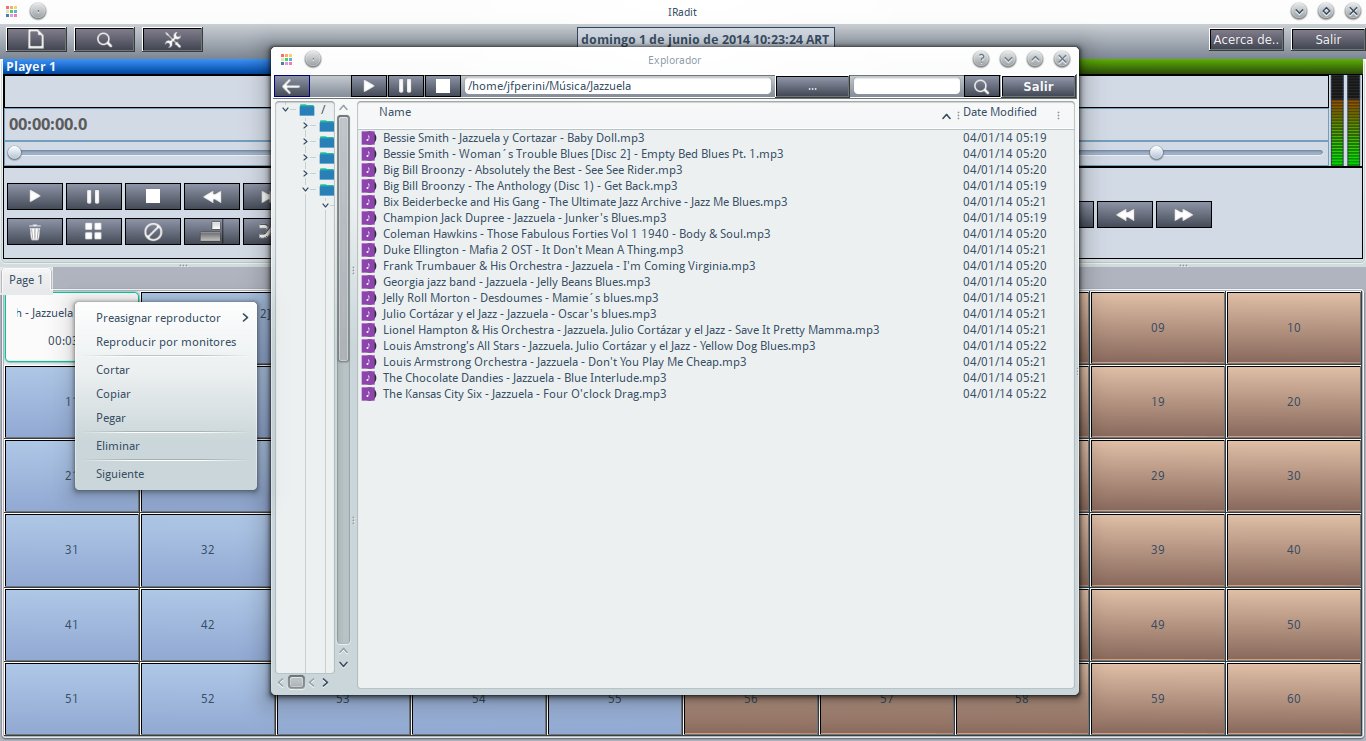 IRadit
domingo 1 de junio de 2014 10:23:24 ART
Acerca de..
Salir
Player 1
00:00:00.0
Explorador
/home/jfperini/Música/Jazzuela
...
Salir
/
Name
Date Modified
Bessie Smith - Jazzuela y Cortazar - Baby Doll.mp3 04/01/14 05:19
Bessie Smith - Woman´s Trouble Blues [Disc 2] - Empty Bed Blues Pt. 1.mp3 04/01/14 05:20
Big Bill Broonzy - Absolutely the Best - See See Rider.mp3 04/01/14 05:20
Big Bill Broonzy - The Anthology (Disc 1) - Get Back.mp3 04/01/14 05:19
Bix Beiderbecke and His Gang - The Ultimate Jazz Archive - Jazz Me Blues.mp3 04/01/14 05:21
Champion Jack Dupree - Jazzuela - Junker's Blues.mp3 04/01/14 05:19
Coleman Hawkins - Those Fabulous Forties Vol 1 1940 - Body & Soul.mp3 04/01/14 05:20
Duke Ellington - Mafia 2 OST - It Don't Mean A Thing.mp3 04/01/14 05:21
Frank Trumbauer & His Orchestra - Jazzuela - I'm Coming Virginia.mp3 04/01/14 05:20
Georgia jazz band - Jazzuela - Jelly Beans Blues.mp3 04/01/14 05:20
Jelly Roll Morton - Desdoumes - Mamie´s blues.mp3 04/01/14 05:21
Julio Cortázar y el Jazz - Jazzuela - Oscar's blues.mp3 04/01/14 05:21
Lionel Hampton & His Orchestra - Jazzuela. Julio Cortázar y el Jazz - Save It Pretty Mamma.mp3 04/01/14 05:21
Louis Amstrong's All Stars - Jazzuela. Julio Cortázar y el Jazz - Yellow Dog Blues.mp3 04/01/14 05:22
Louis Armstrong Orchestra - Jazzuela - Don't You Play Me Cheap.mp3 04/01/14 05:21
The Chocolate Dandies - Jazzuela - Blue Interlude.mp3 04/01/14 05:21
The Kansas City Six - Jazzuela - Four O'clock Drag.mp3 04/01/14 05:22
Page 1
h - Jazzuela
00:03
2]
Preasignar reproductor
Reproducir por monitores
Cortar
Copiar
Pegar
Eliminar
Siguiente
09 10
19 20
29 30
31 32 39 40
41 42 49 50
51 52 53 54 55 56 57 58 59 60